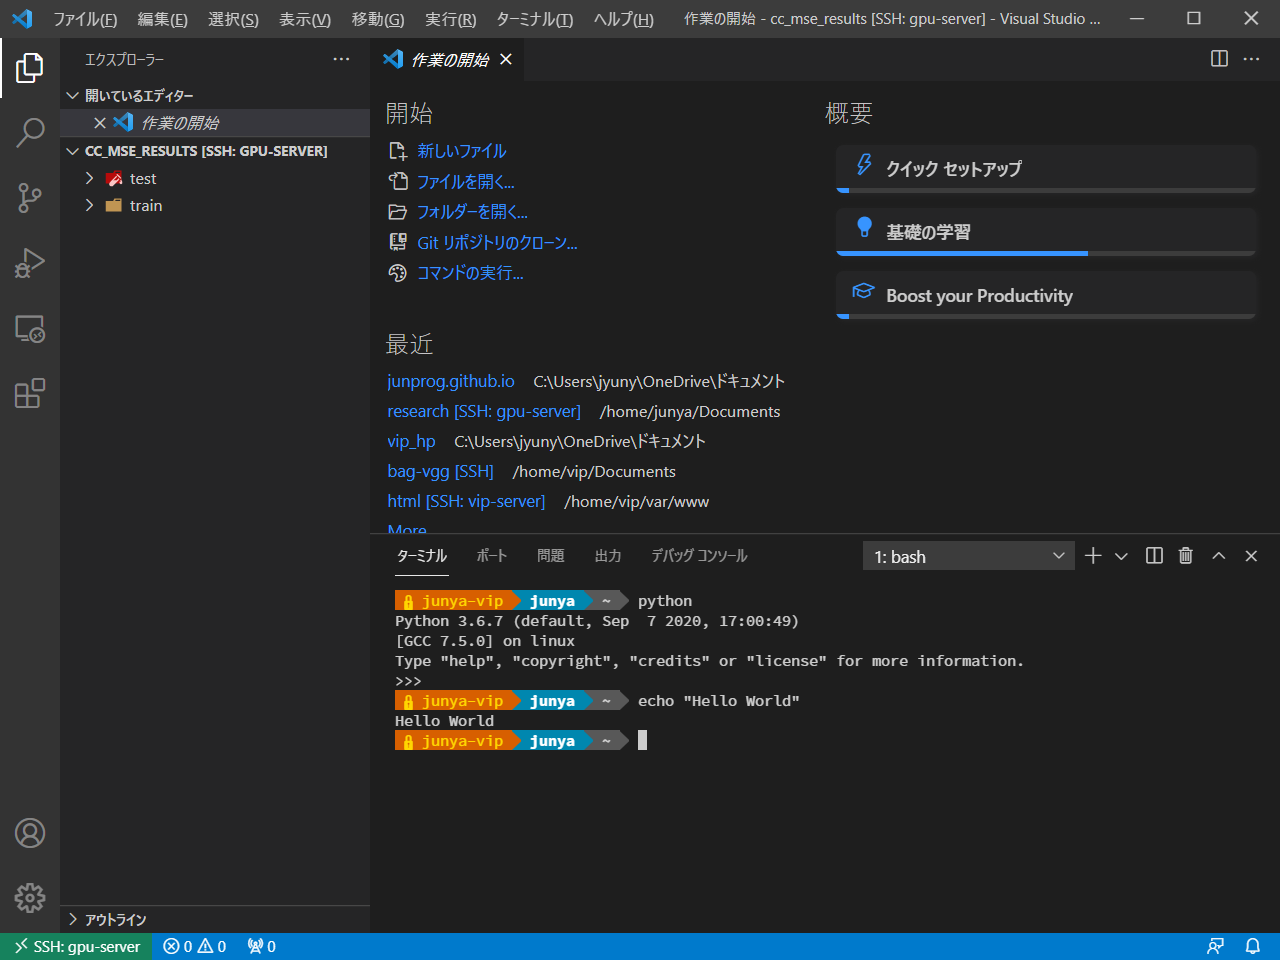 ファイル(F) 編集(E) 選択(S) 表示(V) 移動(G) 実行(R) ターミナル(T) ヘルプ(H) 作業の開始 - cc_mse_results [SSH: gpu-server] - Visual Studio ...
エクスプローラー
開いているエディター
作業の開始
CC_MSE_RESULTS [SSH: GPU-SERVER]
test
train
アウトライン
作業の開始
開始
新しいファイル
ファイルを開く...
フォルダーを開く...
Git リポジトリのクローン...
コマンドの実行...
概要
クイック セットアップ
基礎の学習
Boost your Productivity
最近
junprog.github.io C:\Users\jyuny\OneDrive\ドキュメント
research [SSH: gpu-server] /home/junya/Documents
vip_hp C:\Users\jyuny\OneDrive\ドキュメント
bag-vgg [SSH] /home/vip/Documents
html [SSH: vip-server] /home/vip/var/www
More...
ターミナル ポート 問題 出力 デバッグ コンソール 1: bash
junya-vip junya ~ python
Python 3.6.7 (default, Sep  7 2020, 17:00:49)
[GCC 7.5.0] on linux
Type "help", "copyright", "credits" or "license" for more information.
>>>
junya-vip junya ~ echo "Hello World"
Hello World
junya-vip junya ~
SSH: gpu-server 0 0 0